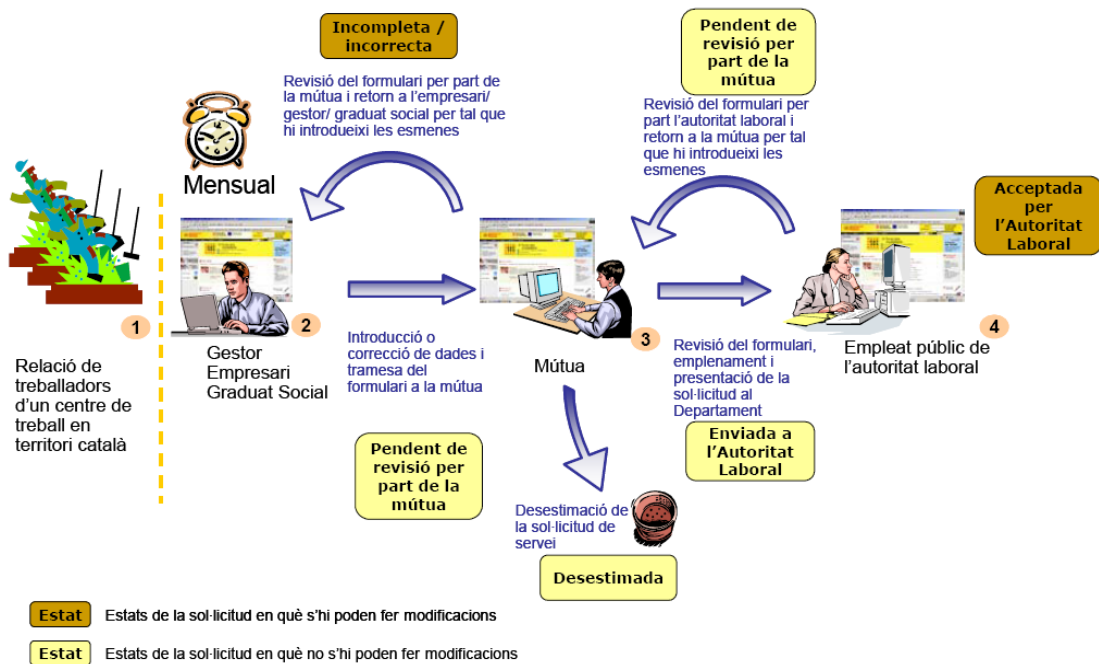 Incompleta /
incorrecta
Revisió del formulari per part de
la mútua i retorn a l’empresari/
gestor/ graduat social per tal que
hi introdueixi les esmenes
Pendent de
revisió per
part de la
mútua
Revisió del formulari per
part l’autoritat laboral i
retorn a la mútua per tal
que hi introdueixi les
esmenes
Mensual
Acceptada
per
l’Autoritat
Laboral
1
Relació de
treballadors
d’un centre de
treball en
territori català
2
Gestor
Empresari
Graduat Social
Introducció o
correcció de dades i
tramesa del
formulari a la mútua
Pendent de
revisió per
part de la
mútua
3
Mútua
Revisió del formulari,
emplenament i
presentació de la
sol·licitud al
Departament
Enviada a
l’Autoritat
Laboral
4
Empleat públic de
l’autoritat laboral
Desestimació de
la sol·licitud de
servei
Desestimada
Estat Estats de la sol·licitud en què s’hi poden fer modificacions
Estat Estats de la sol·licitud en què no s’hi poden fer modificacions